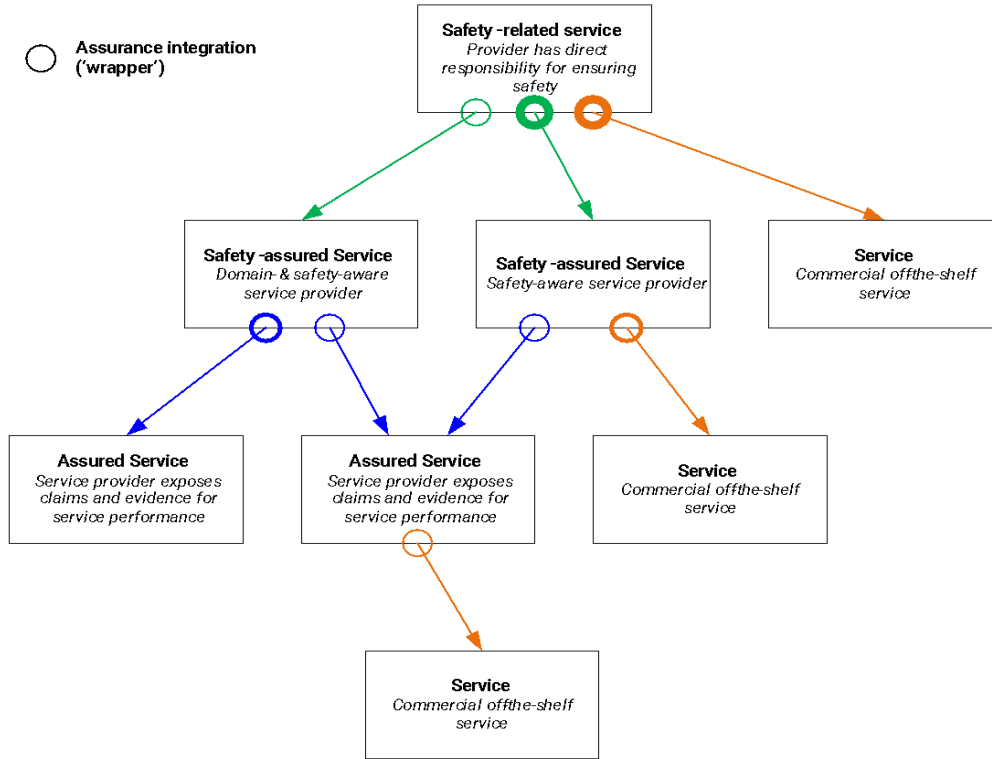 Assurance integration
('wrapper')
Safety -related service
Provider has direct
responsibility for ensuring
safety
Safety -assured Service
Domain- & safety-aware
service provider
Safety -assured Service
Safety-aware service provider
Service
Commercial offthe-shelf
service
Assured Service
Service provider exposes
claims and evidence for
service performance
Assured Service
Service provider exposes
claims and evidence for
service performance
Service
Commercial offthe-shelf
service
Service
Commercial offthe-shelf
service